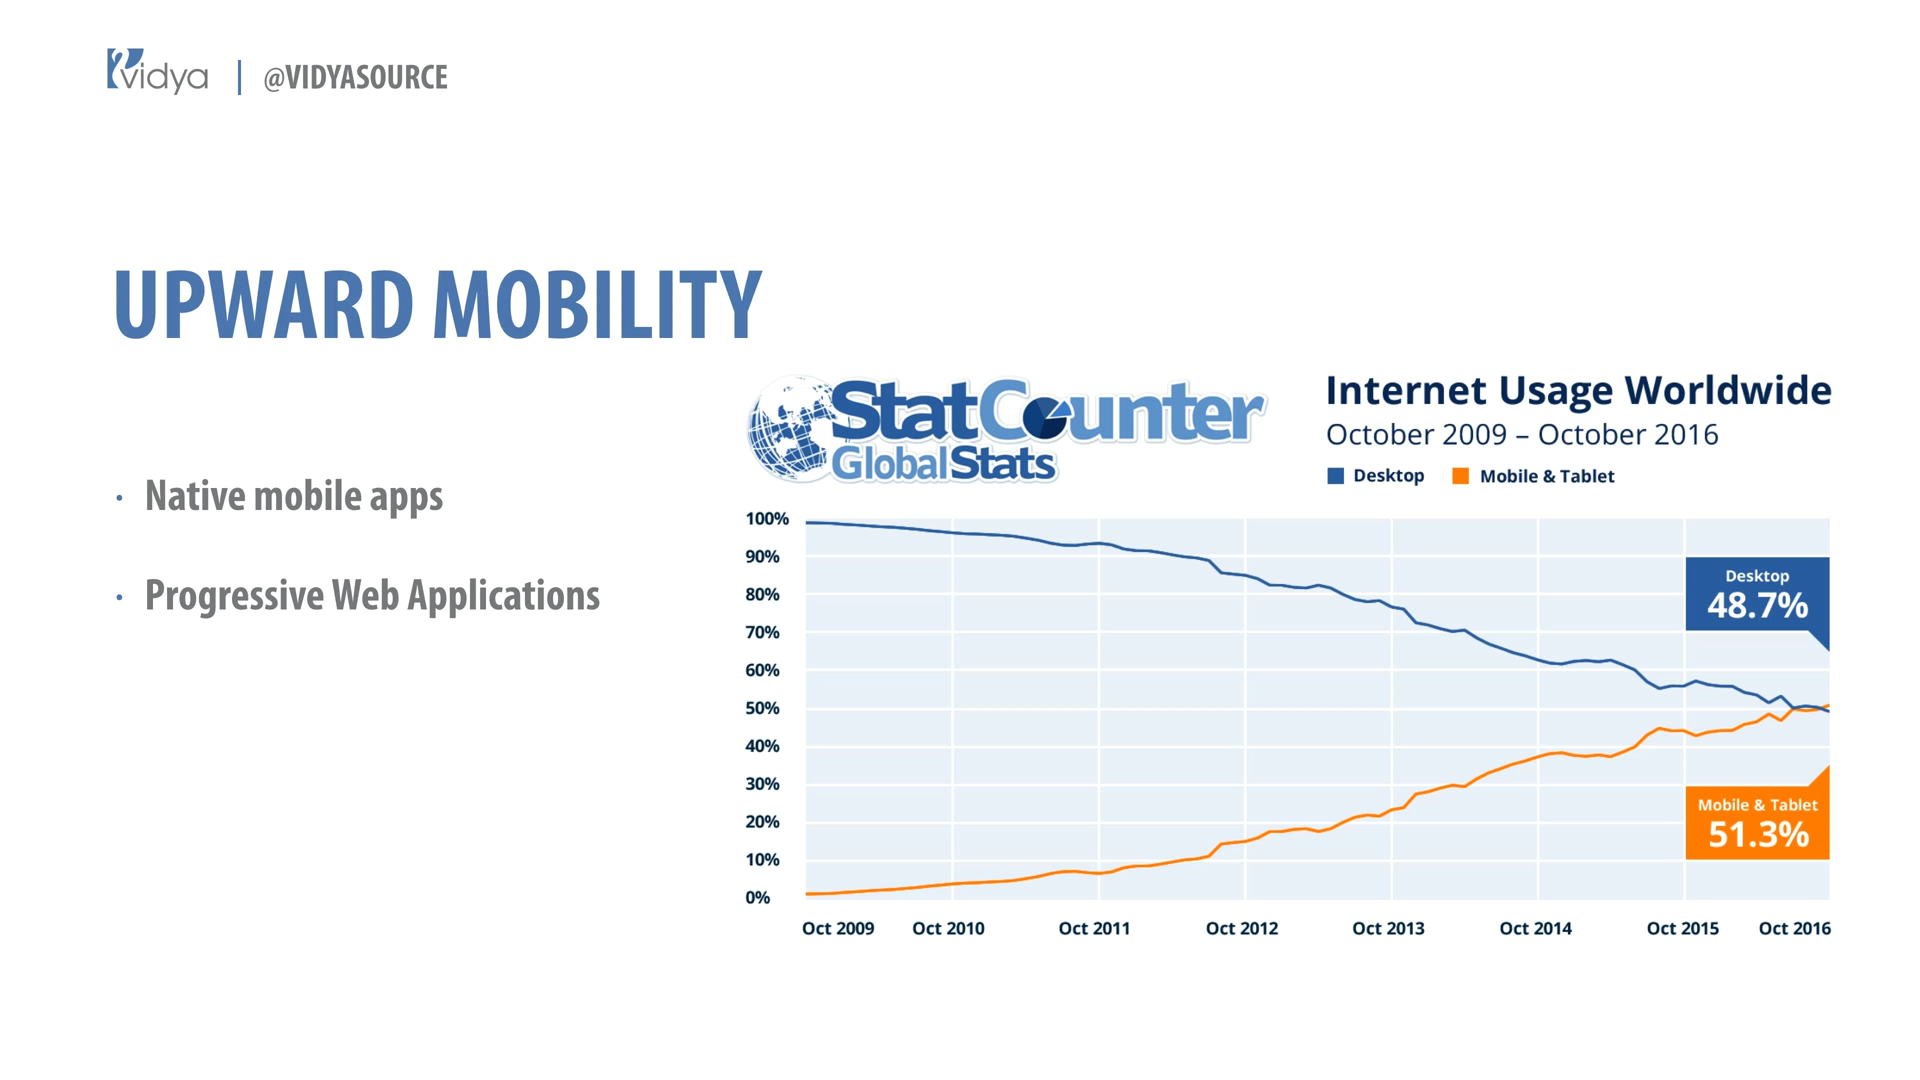 vidya | @VIDYASOURCE
UPWARD MOBILITY
• Native mobile apps
• Progressive Web Applications
StatCounter
GlobalStats
Internet Usage Worldwide
October 2009 – October 2016
Desktop Mobile & Tablet
100%
90%
80%
70%
60%
50%
40%
30%
20%
10%
0%
Desktop
48.7%
Mobile & Tablet
51.3%
Oct 2009 Oct 2010 Oct 2011 Oct 2012 Oct 2013 Oct 2014 Oct 2015 Oct 2016